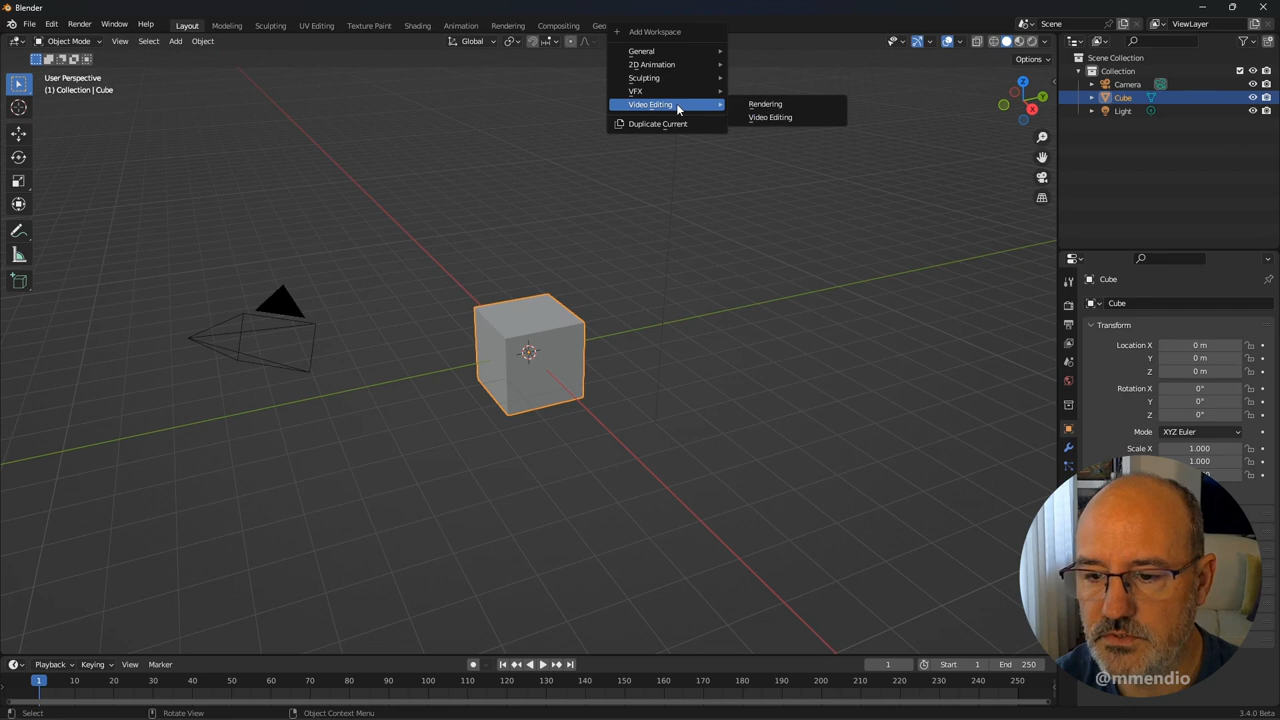 Blender
File Edit Render Window Help
Layout Modeling Sculpting UV Editing Texture Paint Shading Animation Rendering Compositing Geo
Scene
ViewLayer
Object Mode View Select Add Object
Global
Options
User Perspective
(1) Collection | Cube
Add Workspace
General
2D Animation
Sculpting
VFX
Video Editing
Duplicate Current
Rendering
Video Editing
Z
Y
X
Scene Collection
Collection
Camera
Cube
Light
Cube
Cube
Transform
Location X 0 m
Y 0 m
Z 0 m
Rotation X 0°
Y 0°
Z 0°
Mode XYZ Euler
Scale X 1.000
1.000
@mmendio
Playback Keying View Marker
1 Start 1 End 250
1 10 20 30 40 50 60 70 80 90 100 110 120 130 140 150 160 170 180 190 200 210 220 230 240 250
Select Rotate View Object Context Menu
3.4.0 Beta